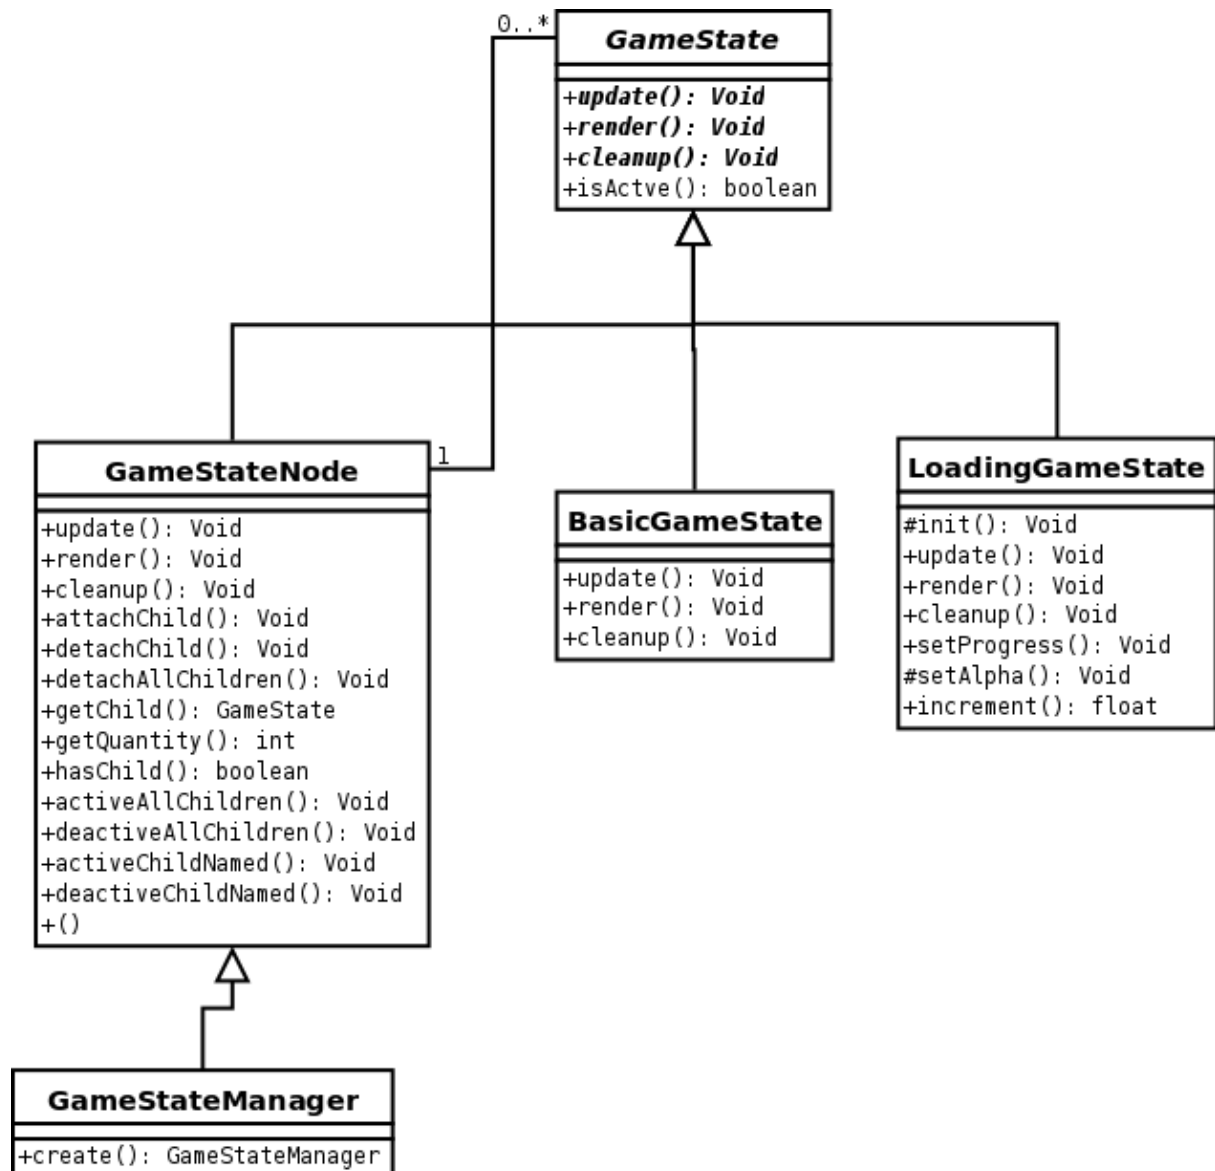 0..*
GameState
+update(): Void
+render(): Void
+cleanup(): Void
+isActve(): boolean
1
GameStateNode
+update(): Void
+render(): Void
+cleanup(): Void
+attachChild(): Void
+detachChild(): Void
+detachAllChildren(): Void
+getChild(): GameState
+getQuantity(): int
+hasChild(): boolean
+activeAllChildren(): Void
+deactiveAllChildren(): Void
+activeChildNamed(): Void
+deactiveChildNamed(): Void
+()
BasicGameState
+update(): Void
+render(): Void
+cleanup(): Void
LoadingGameState
#init(): Void
+update(): Void
+render(): Void
+cleanup(): Void
+setProgress(): Void
#setAlpha(): Void
+increment(): float
GameStateManager
+create(): GameStateManager